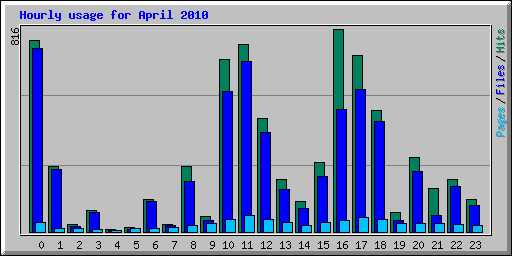 Hourly usage for April 2010
816
Pages / Files / Hits
0 1 2 3 4 5 6 7 8 9 10 11 12 13 14 15 16 17 18 19 20 21 22 23